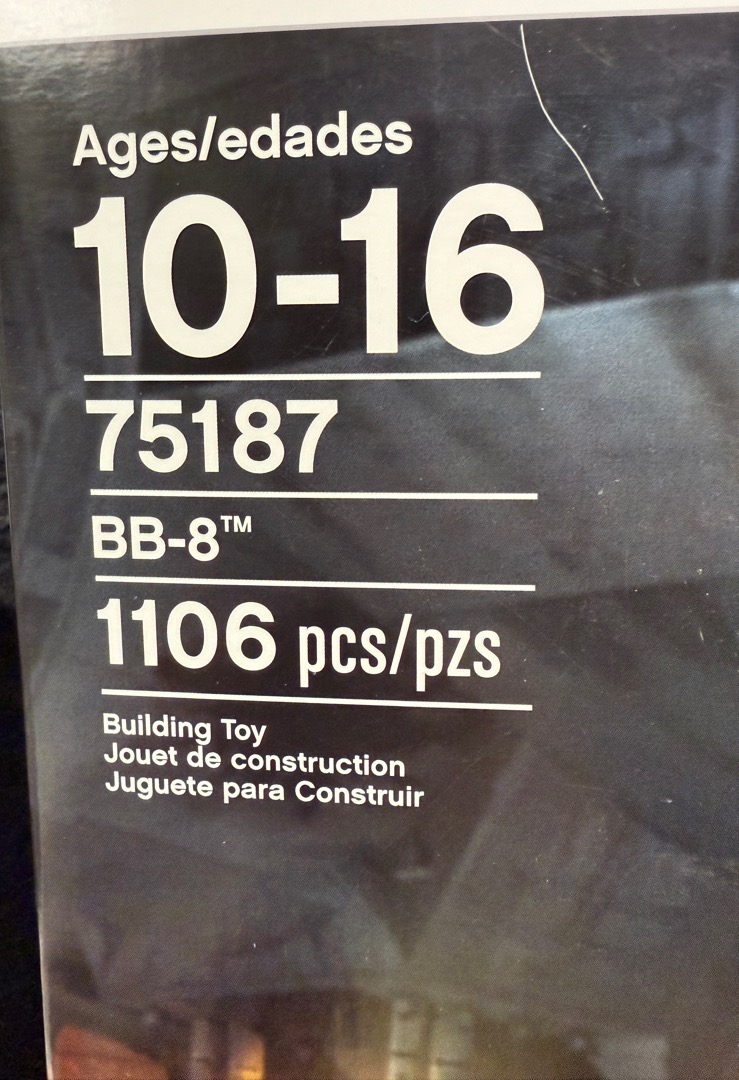 Ages/edades
10-16
75187
BB-8™
1106 pcs/pzs
Building Toy
Jouet de construction
Juguete para Construir